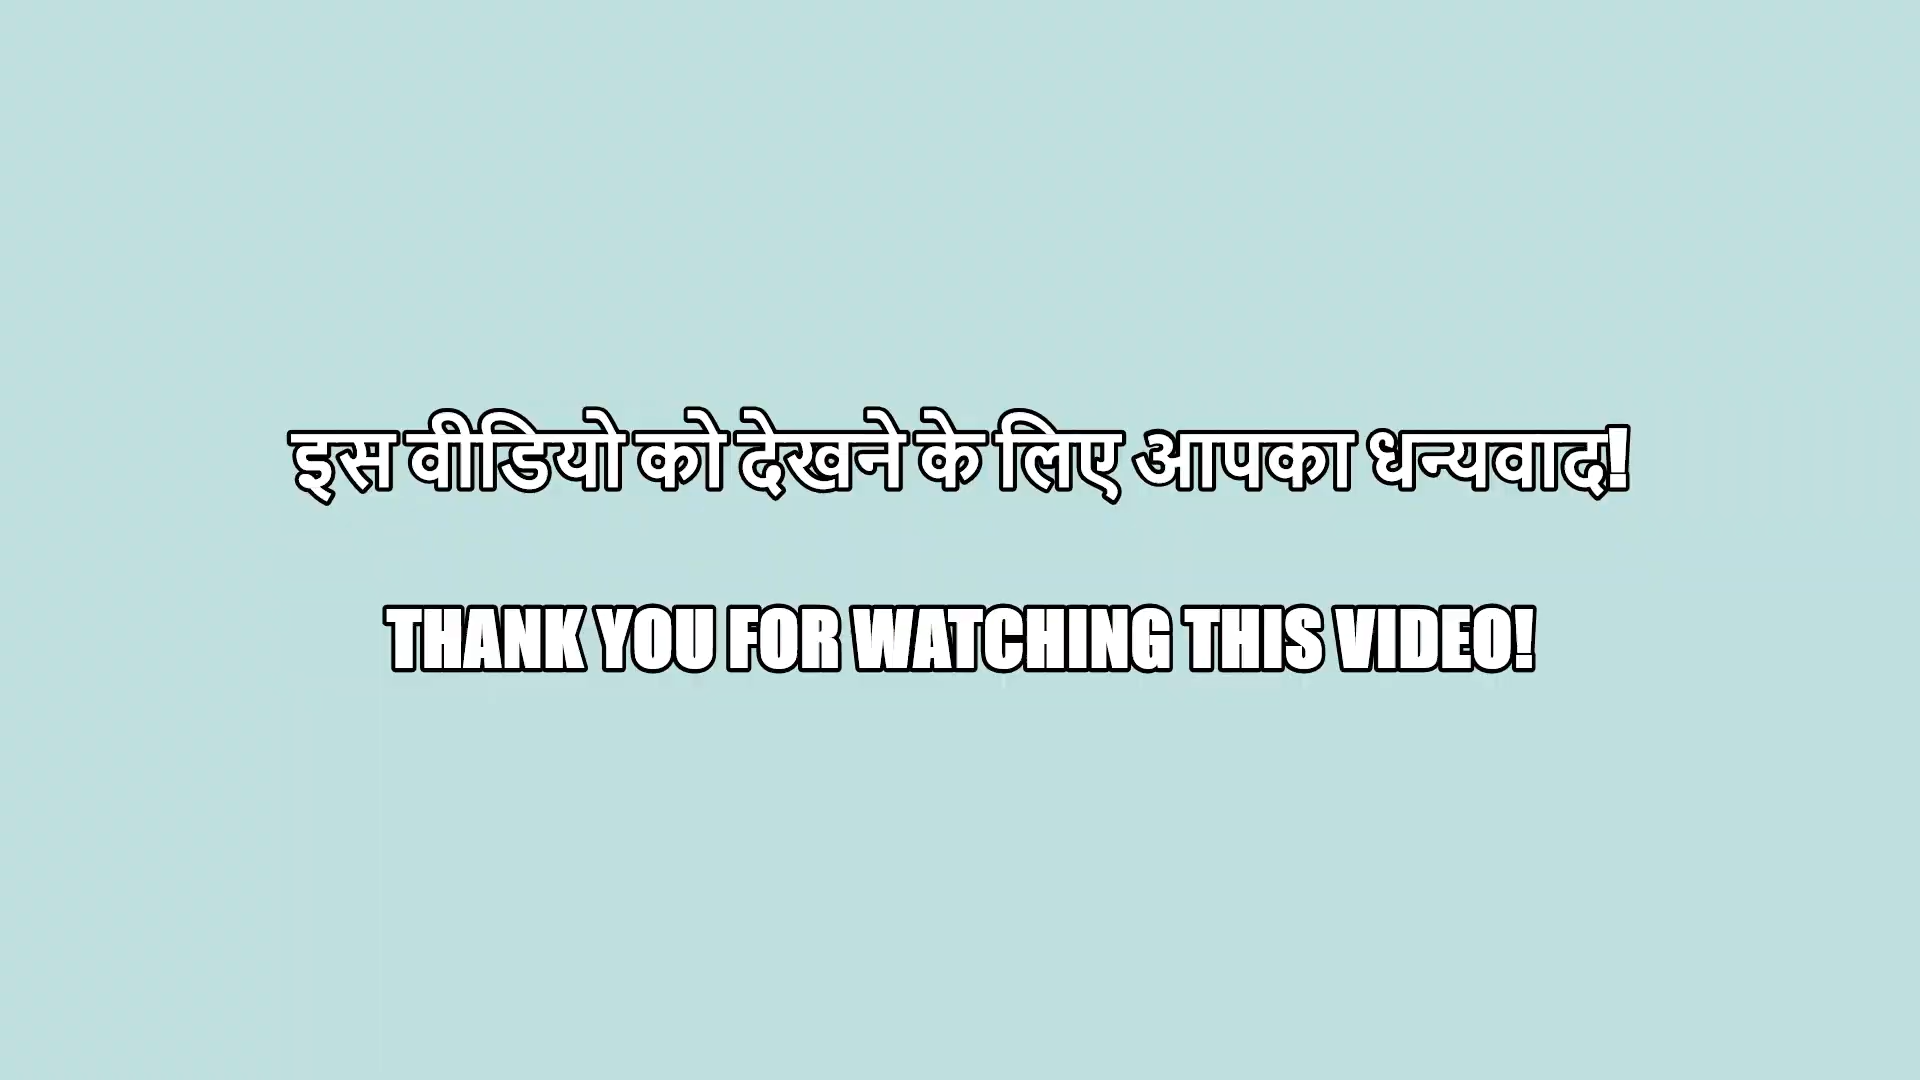 इस वीडियो को देखने के लिए आपका धन्यवाद!
THANK YOU FOR WATCHING THIS VIDEO!